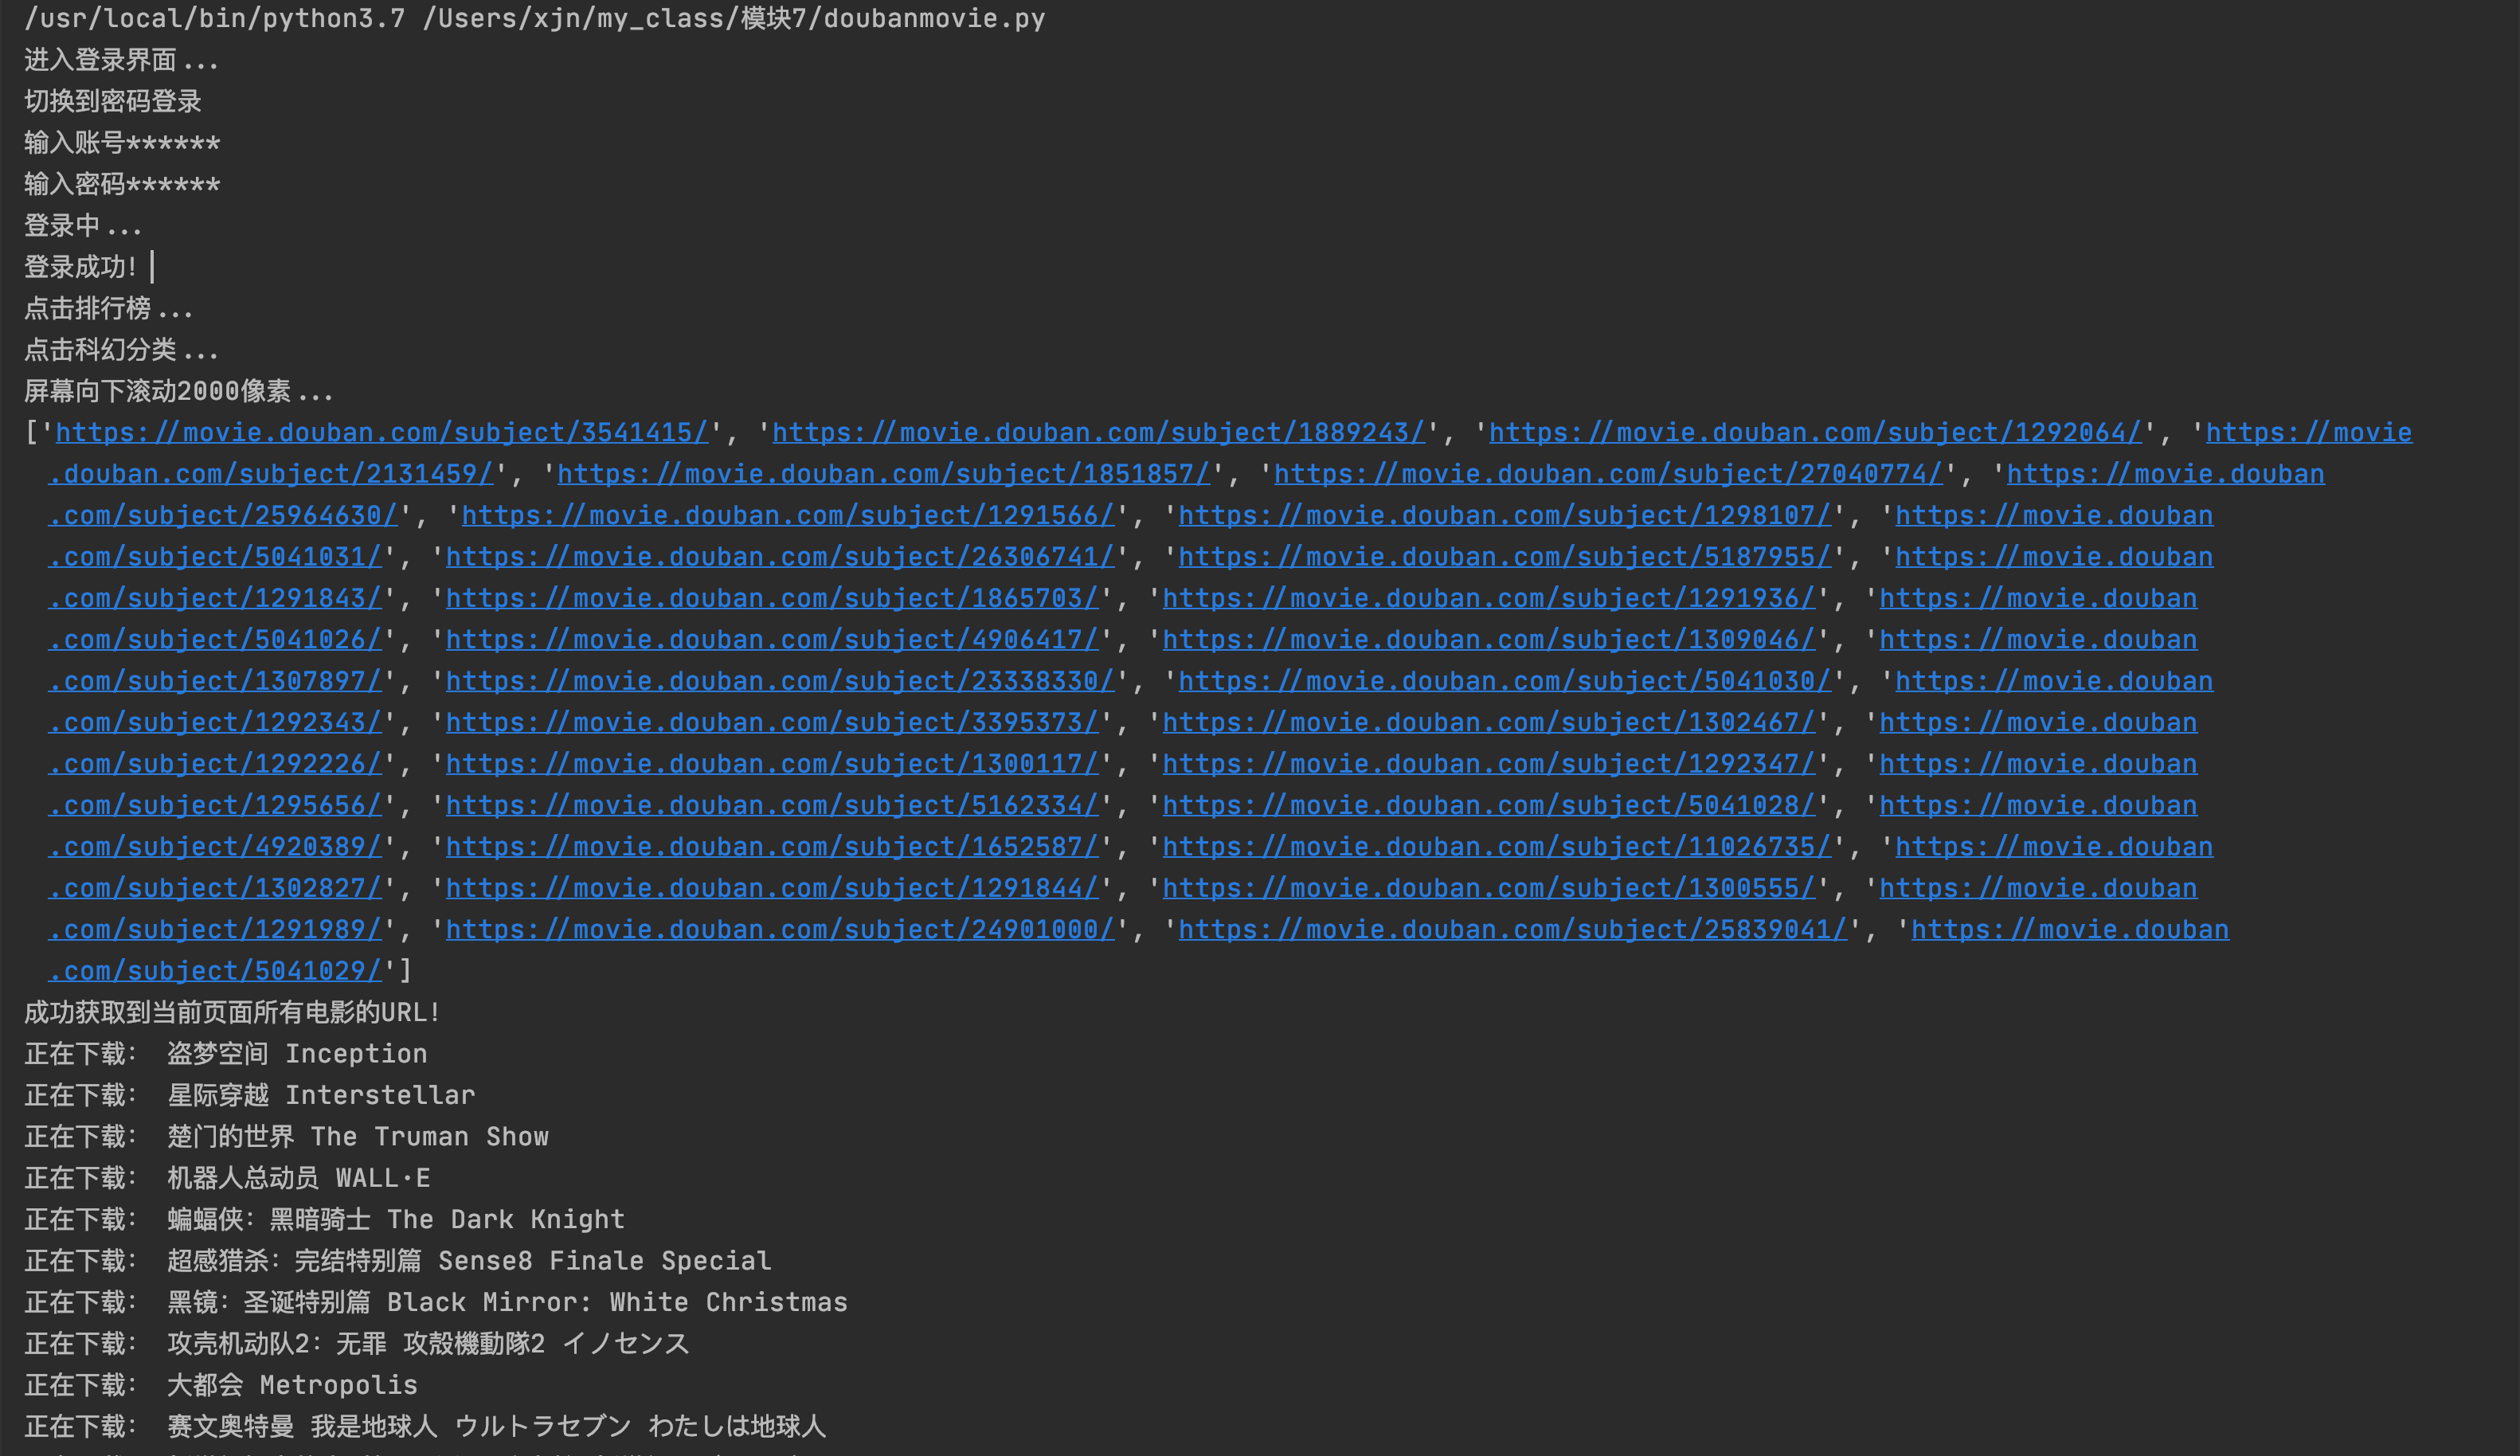 /usr/local/bin/python3.7 /Users/xjn/my_class/模块7/doubanmovie.py
进入登录界面...
切换到密码登录
输入账号******
输入密码******
登录中...
登录成功!
点击排行榜...
点击科幻分类...
屏幕向下滚动2000像素...
['https://movie.douban.com/subject/3541415/', 'https://movie.douban.com/subject/1889243/', 'https://movie.douban.com/subject/1292064/', 'https://movie
.douban.com/subject/2131459/', 'https://movie.douban.com/subject/1851857/', 'https://movie.douban.com/subject/27040774/', 'https://movie.douban
.com/subject/25964630/', 'https://movie.douban.com/subject/1291566/', 'https://movie.douban.com/subject/1298107/', 'https://movie.douban
.com/subject/5041031/', 'https://movie.douban.com/subject/26306741/', 'https://movie.douban.com/subject/5187955/', 'https://movie.douban
.com/subject/1291843/', 'https://movie.douban.com/subject/1865703/', 'https://movie.douban.com/subject/1291936/', 'https://movie.douban
.com/subject/5041026/', 'https://movie.douban.com/subject/4906417/', 'https://movie.douban.com/subject/1309046/', 'https://movie.douban
.com/subject/1307897/', 'https://movie.douban.com/subject/23338330/', 'https://movie.douban.com/subject/5041030/', 'https://movie.douban
.com/subject/1292343/', 'https://movie.douban.com/subject/3395373/', 'https://movie.douban.com/subject/1302467/', 'https://movie.douban
.com/subject/1292226/', 'https://movie.douban.com/subject/1300117/', 'https://movie.douban.com/subject/1292347/', 'https://movie.douban
.com/subject/1295656/', 'https://movie.douban.com/subject/5162334/', 'https://movie.douban.com/subject/5041028/', 'https://movie.douban
.com/subject/4920389/', 'https://movie.douban.com/subject/1652587/', 'https://movie.douban.com/subject/11026735/', 'https://movie.douban
.com/subject/1302827/', 'https://movie.douban.com/subject/1291844/', 'https://movie.douban.com/subject/1300555/', 'https://movie.douban
.com/subject/1291989/', 'https://movie.douban.com/subject/24901000/', 'https://movie.douban.com/subject/25839041/', 'https://movie.douban
.com/subject/5041029/']
成功获取到当前页面所有电影的URL!
正在下载: 盗梦空间 Inception
正在下载: 星际穿越 Interstellar
正在下载: 楚门的世界 The Truman Show
正在下载: 机器人总动员 WALL·E
正在下载: 蝙蝠侠：黑暗骑士 The Dark Knight
正在下载: 超感猎杀：完结特别篇 Sense8 Finale Special
正在下载: 黑镜：圣诞特别篇 Black Mirror: White Christmas
正在下载: 攻壳机动队2：无罪 攻殻機動隊2 イノセンス
正在下载: 大都会 Metropolis
正在下载: 赛文奥特曼 我是地球人 ウルトラセブン わたしは地球人